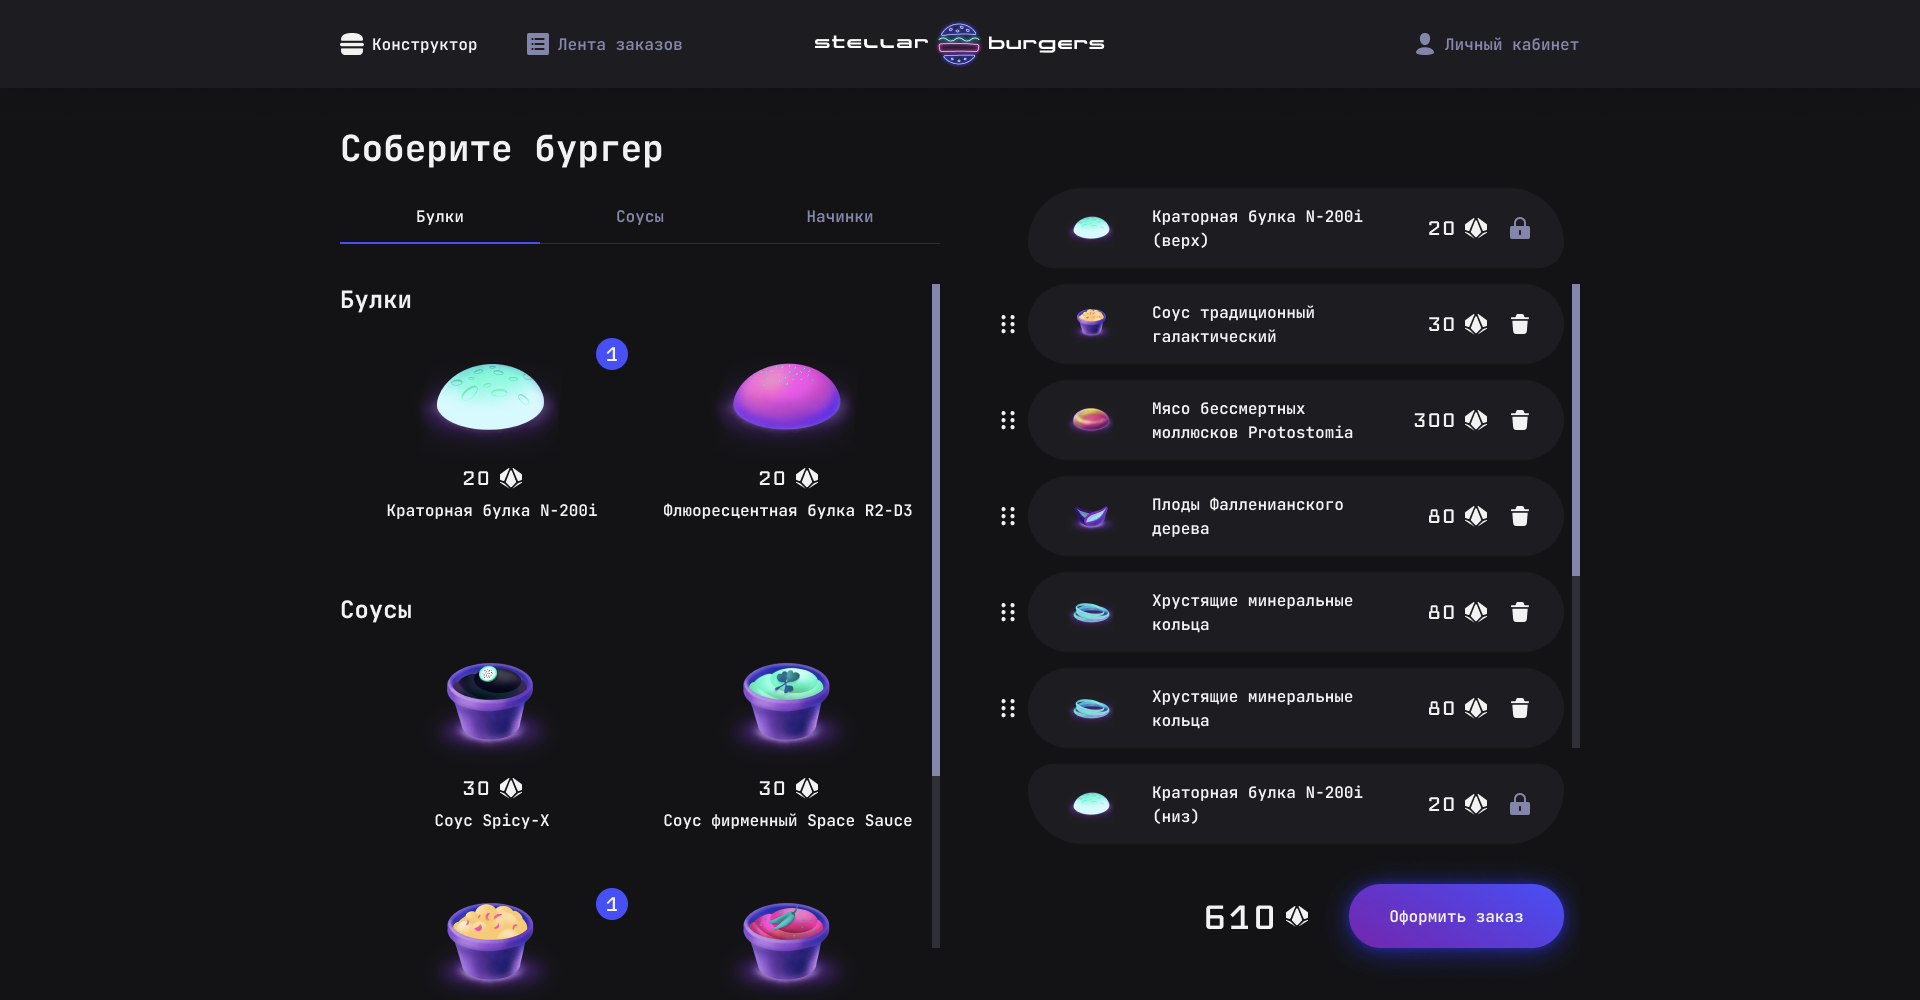 Конструктор
Лента заказов
stellar burgers
Личный кабинет
Соберите бургер
Булки
Соусы
Начинки
Булки
1
20
20
Краторная булка N-200i
Флюоресцентная булка R2-D3
Соусы
30
30
Соус Spicy-X
Соус фирменный Space Sauce
1
Краторная булка N-200i
(верх)
20
Соус традиционный
галактический
30
Мясо бессмертных
моллюсков Protostomia
300
Плоды Фалленианского
дерева
80
Хрустящие минеральные
кольца
80
Хрустящие минеральные
кольца
80
Краторная булка N-200i
(низ)
20
610
Оформить заказ